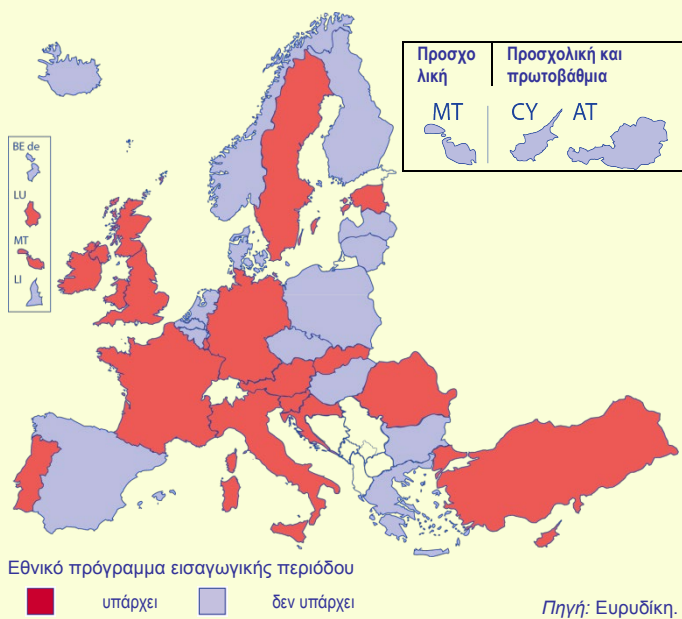 Προσχο
λική
Προσχολική και
πρωτοβάθμια
MT
CY
AT
BE de
LU
MT
LI
Εθνικό πρόγραμμα εισαγωγικής περιόδου
υπάρχει
δεν υπάρχει
Πηγή: Ευρυδίκη.